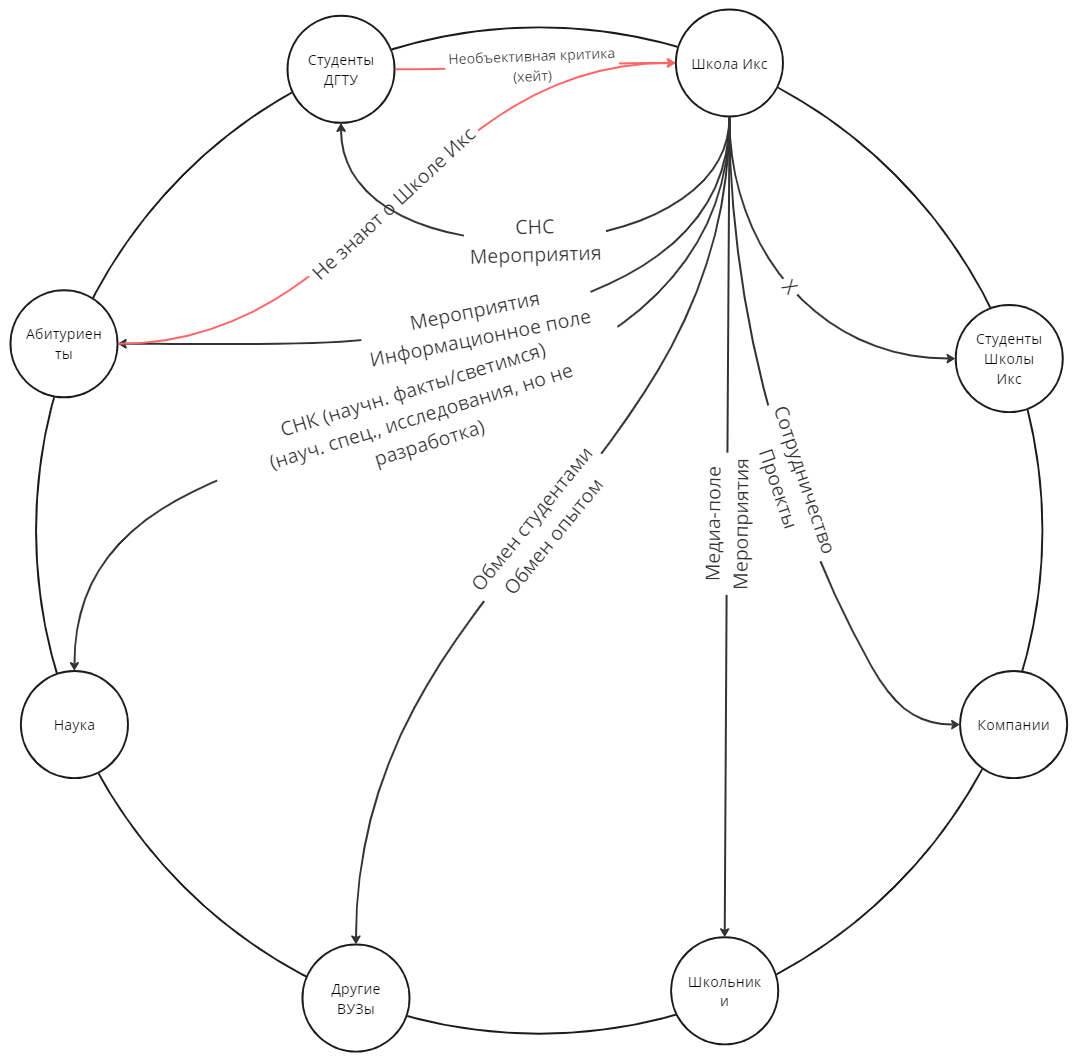 Студенты
ДГТУ
Необъективная критика
(хейт)
Школа Икс
Не знают о Школе Икс
СНС
Мероприятия
Х
Мероприятия
Информационное поле
Абитуриен
ты
Студенты
Школы
Икс
СНК (научн. факты/светимся)
(науч. спец., исследования, но не
разработка)
Обмен студентами
Обмен опытом
Медиа-поле
Мероприятия
Сотрудничество
Проекты
Наука
Компании
Другие
ВУЗы
Школьник
и